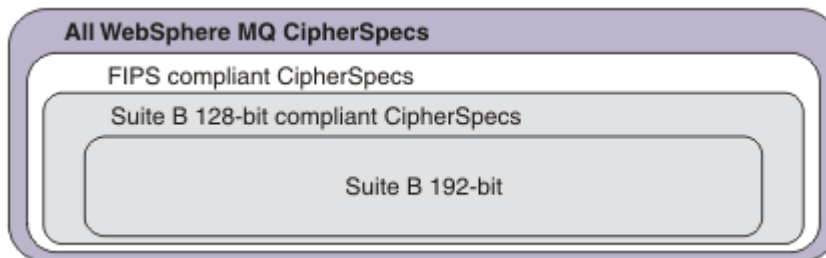 All WebSphere MQ CipherSpecs
FIPS compliant CipherSpecs
Suite B 128-bit compliant CipherSpecs
Suite B 192-bit